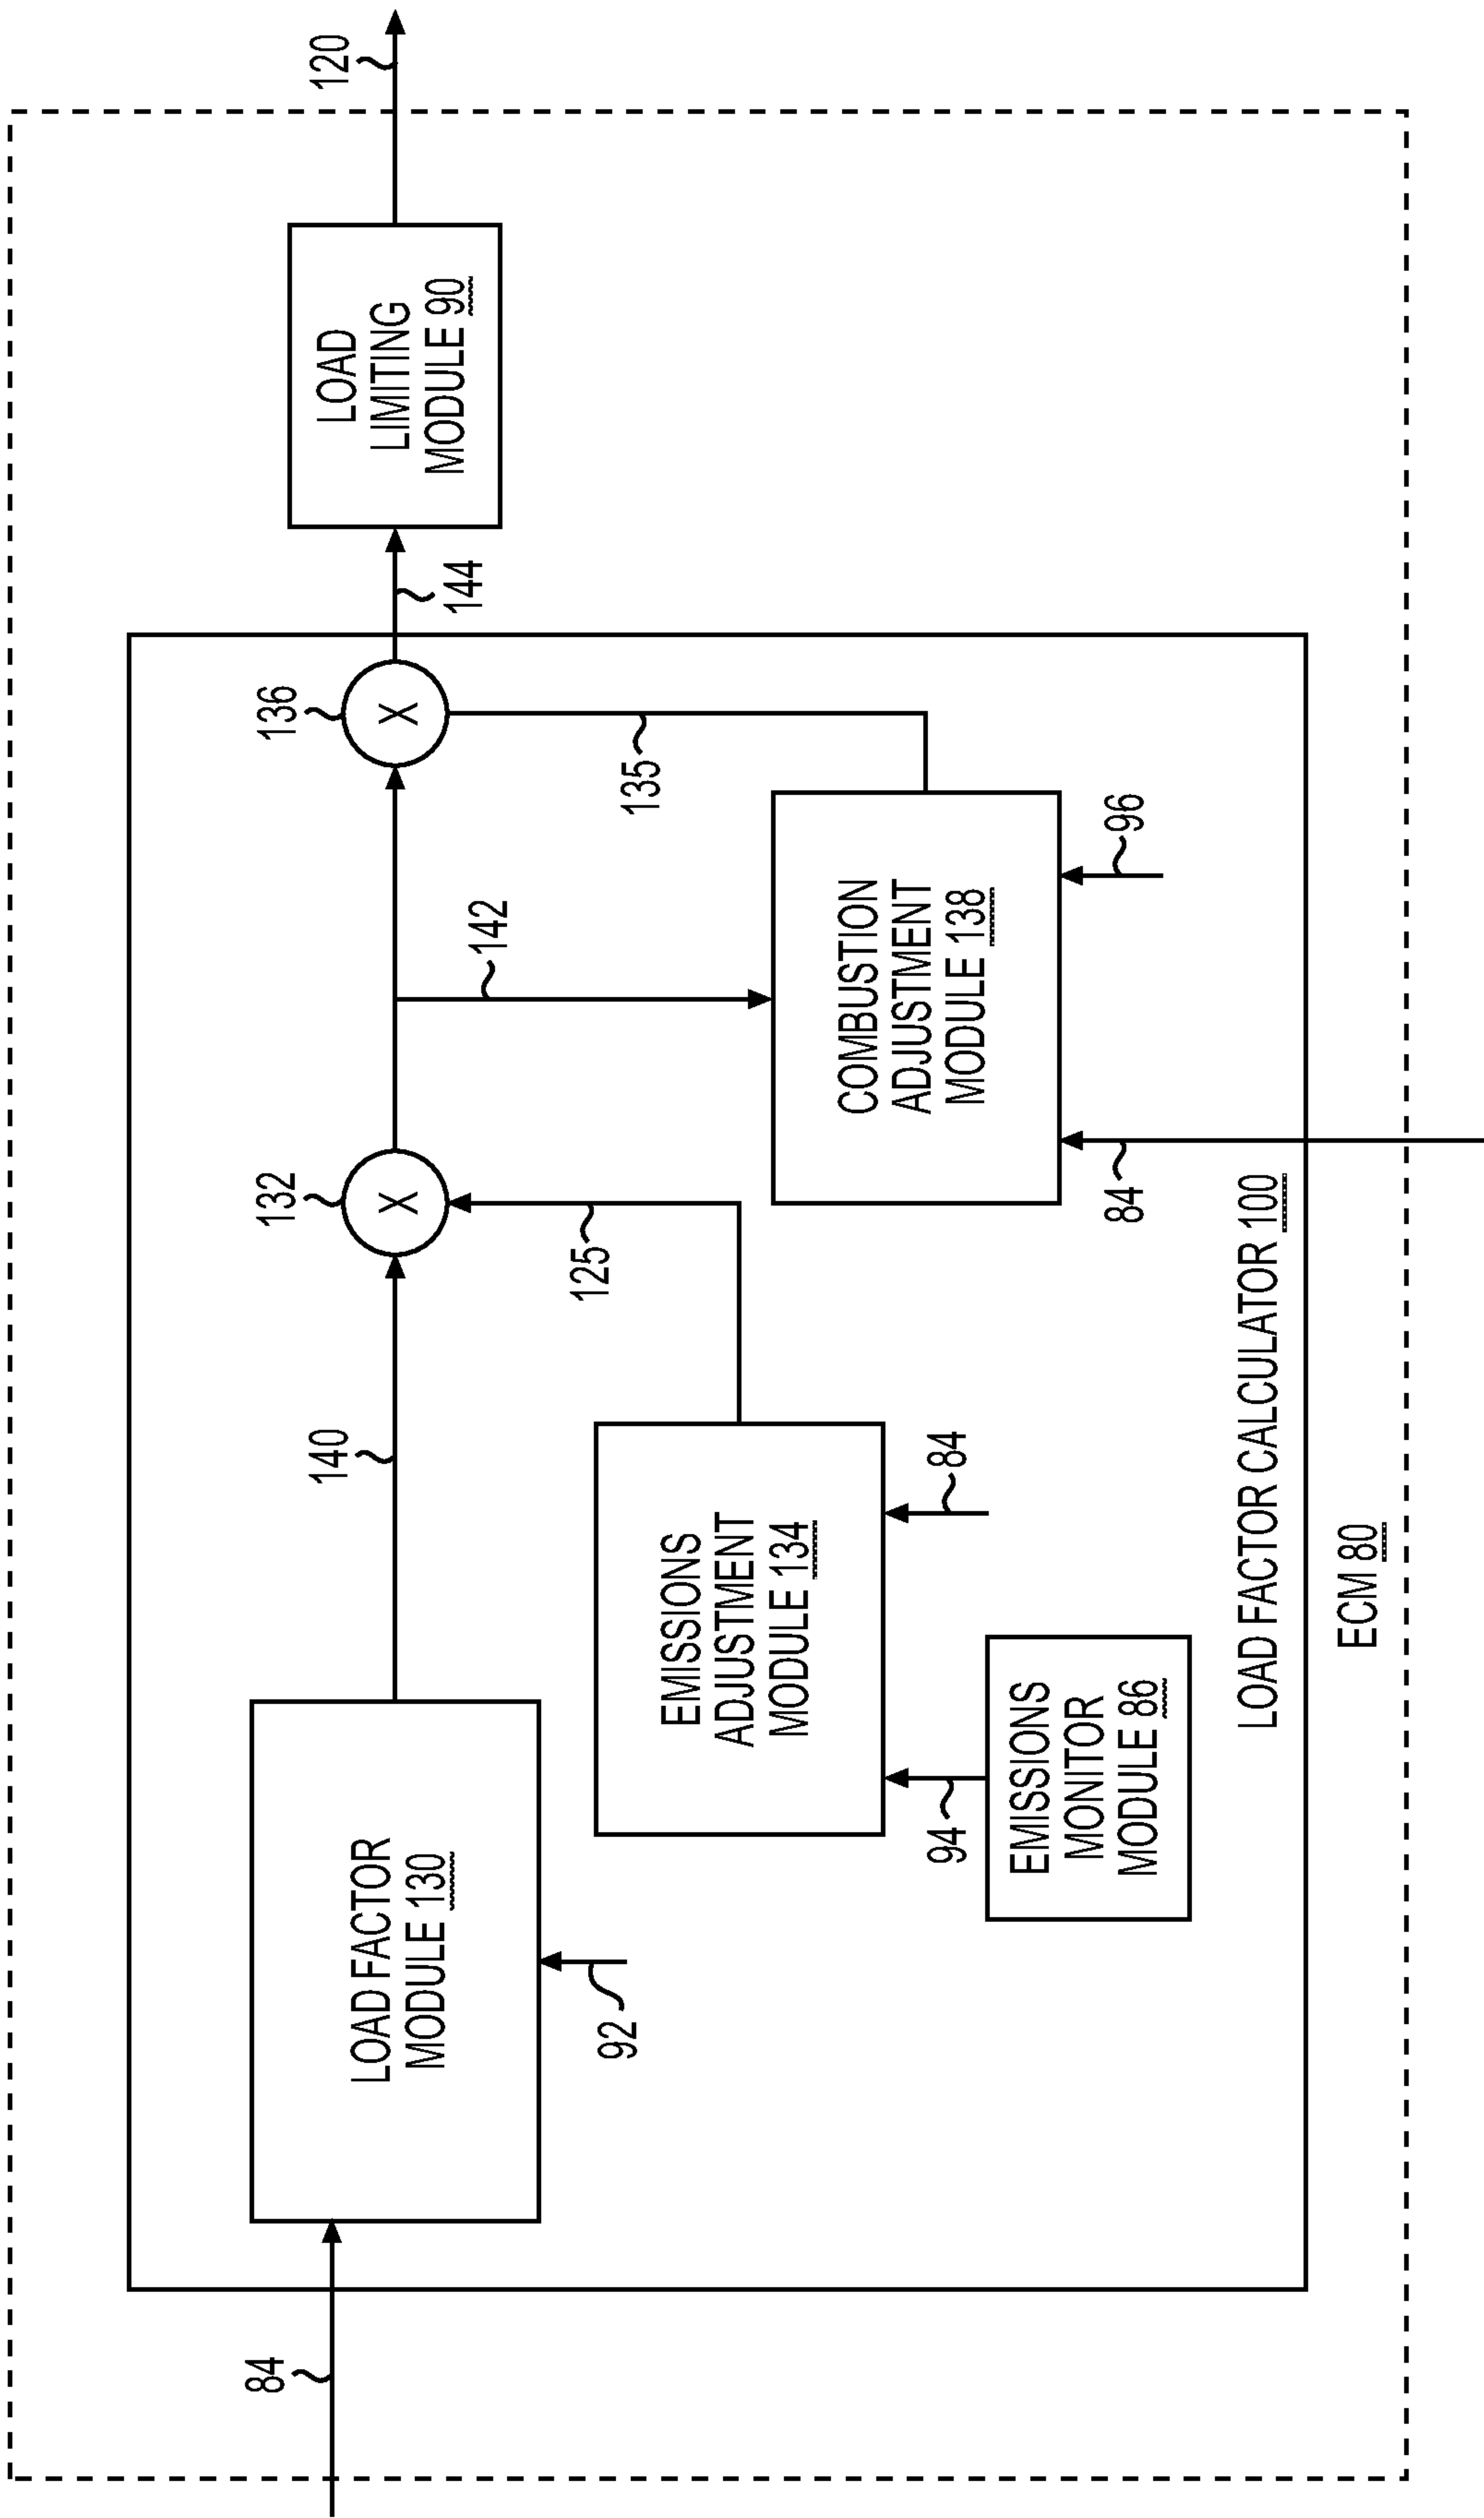 84
LOAD FACTOR
MODULE 130
92
140
132
125
EMISSIONS
ADJUSTMENT
MODULE 134
94
84
EMISSIONS
MONITOR
MODULE 86
142
136
135
COMBUSTION
ADJUSTMENT
MODULE 138
84
96
144
LOAD
LIMITING
MODULE 90
120
X
X
LOAD FACTOR CALCULATOR 100
ECM 80